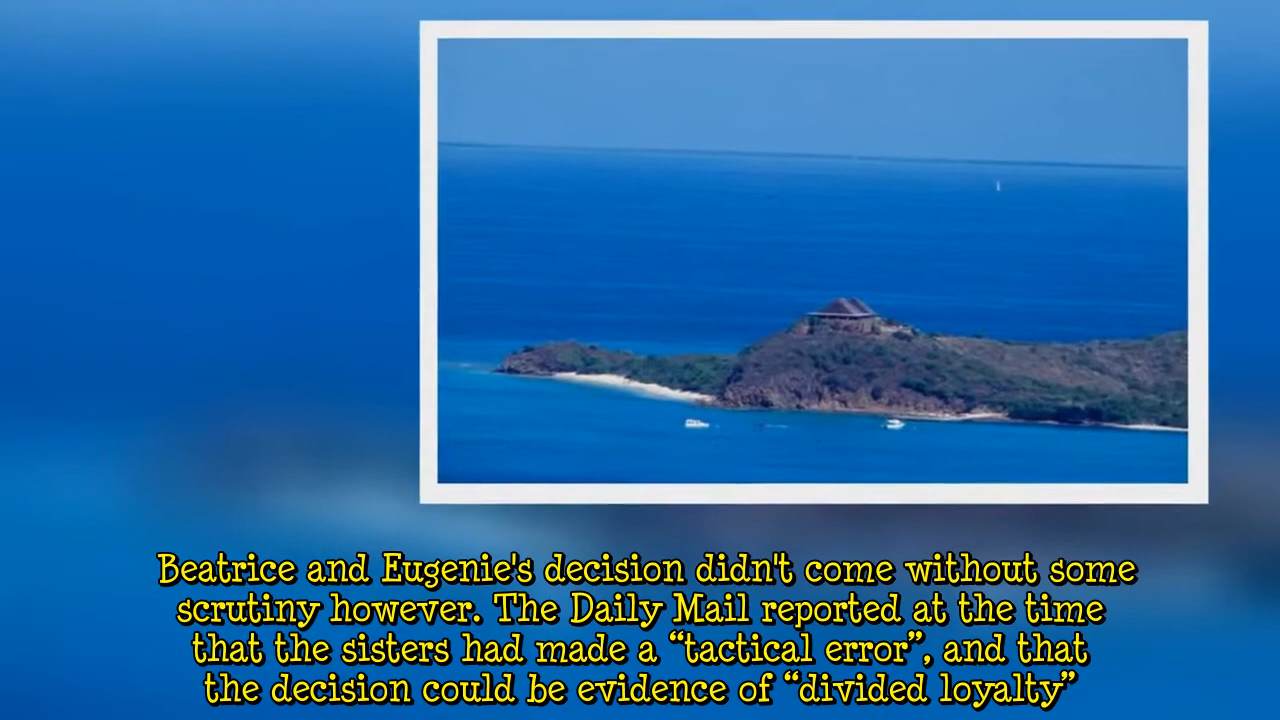 Beatrice and Eugenie's decision didn't come without some
scrutiny however. The Daily Mail reported at the time
that the sisters had made a “tactical error”, and that
the decision could be evidence of “divided loyalty”